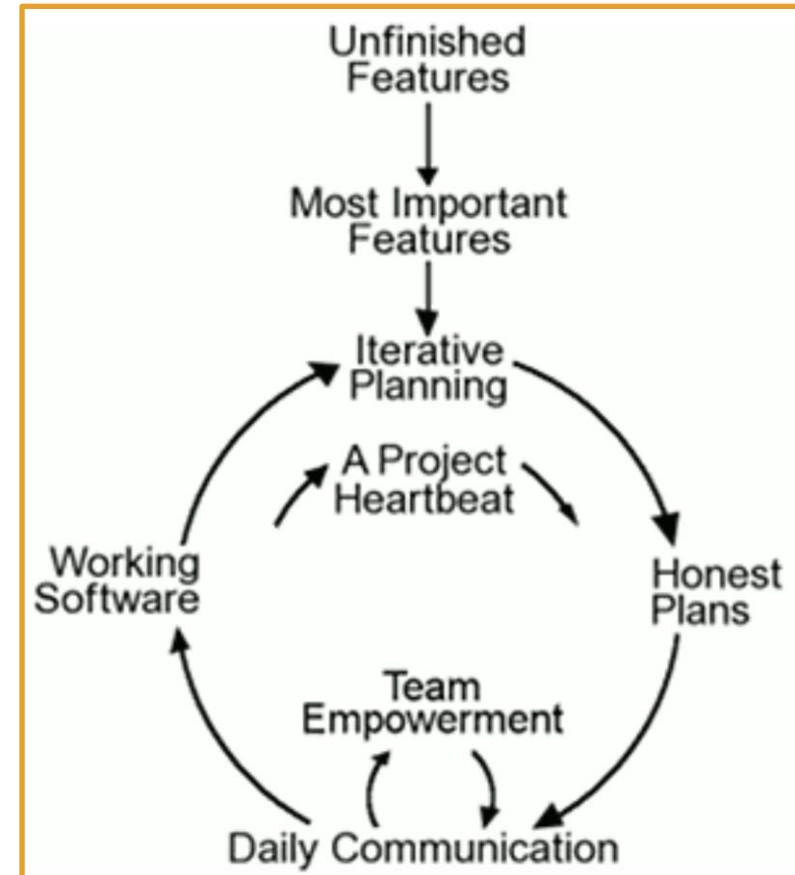 Unfinished
Features
Most Important
Features
Iterative
Planning
A Project
Heartbeat
Working
Software
Honest
Plans
Team
Empowerment
Daily Communication